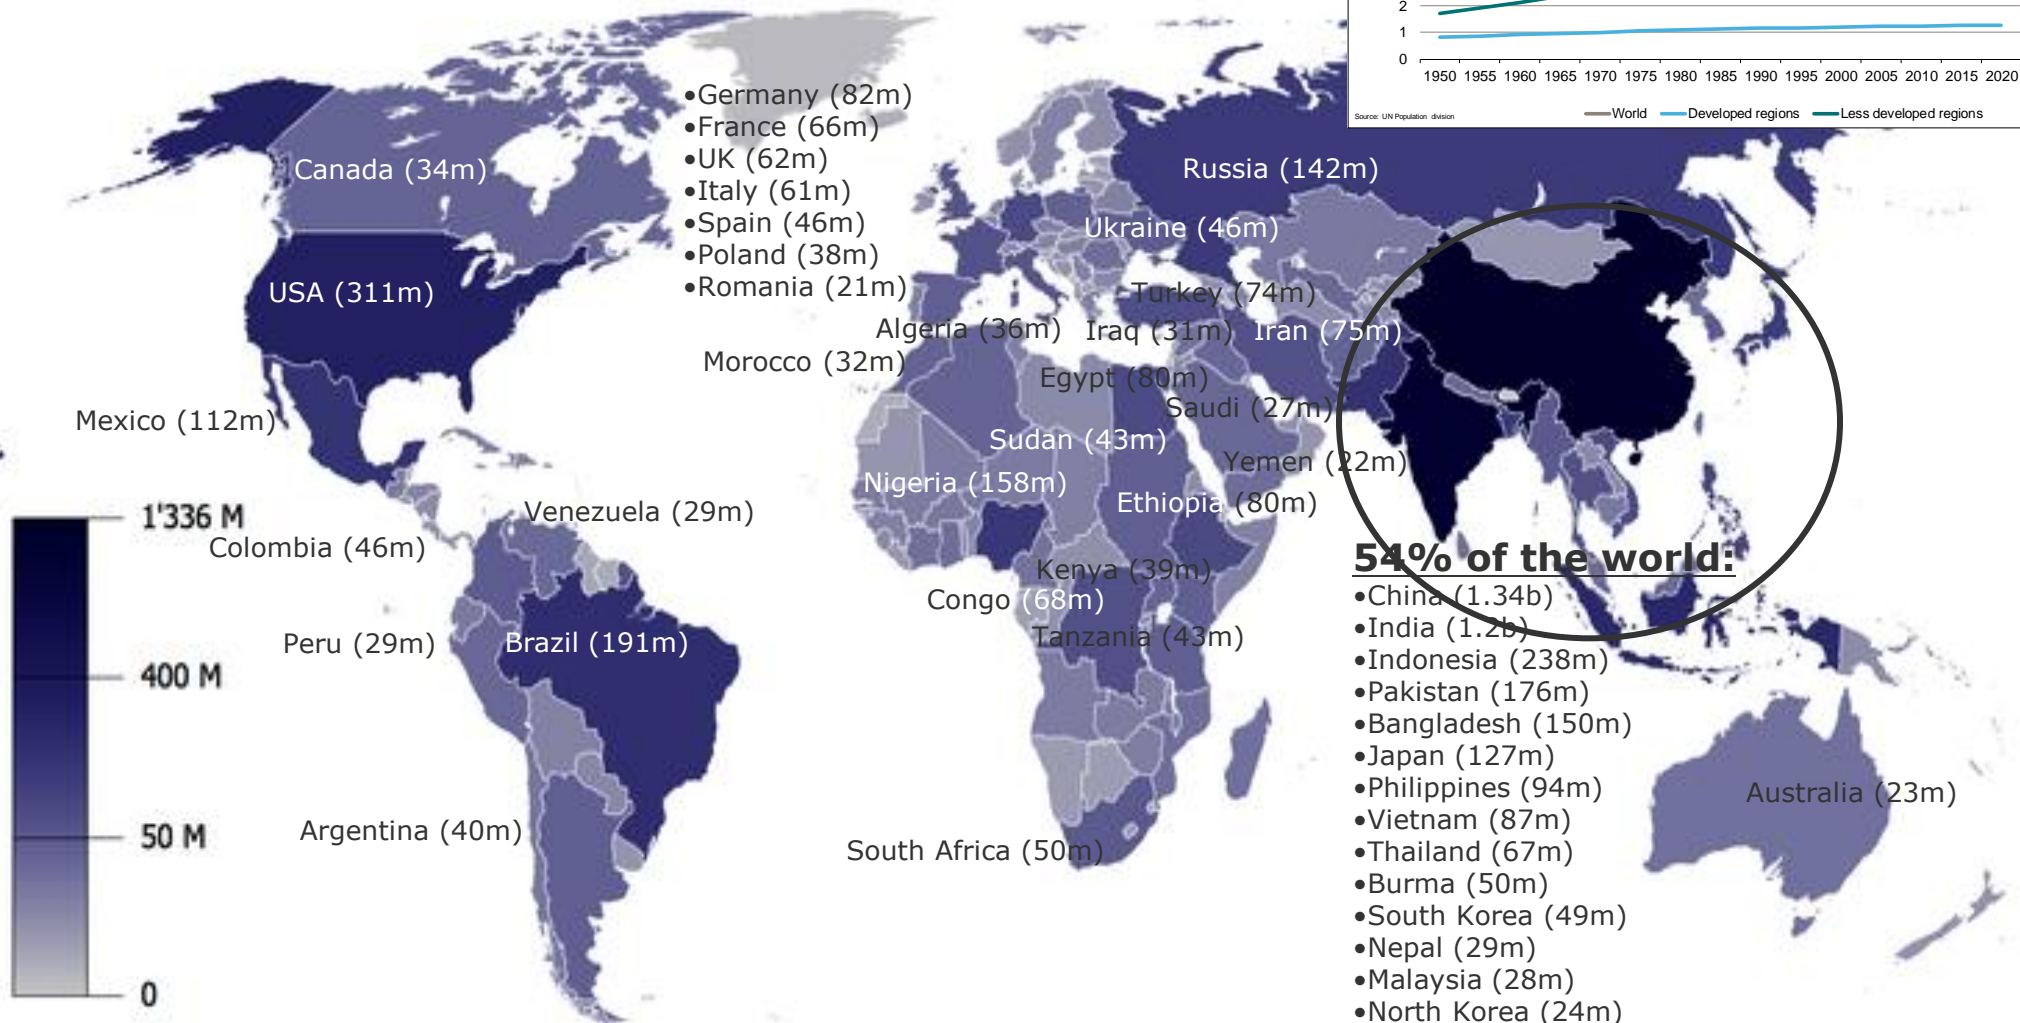 2
1
0
1950 1955 1960 1965 1970 1975 1980 1985 1990 1995 2000 2005 2010 2015 2020
Source: UN Population division
World Developed regions Less developed regions
•Germany (82m)
•France (66m)
•UK (62m)
•Italy (61m)
•Spain (46m)
•Poland (38m)
•Romania (21m)
Canada (34m)
Russia (142m)
Ukraine (46m)
USA (311m)
Turkey (74m)
Algeria (36m)
Iraq (31m)
Iran (75m)
Morocco (32m)
Egypt (80m)
Saudi (27m)
Mexico (112m)
Sudan (43m)
Yemen (22m)
Nigeria (158m)
Ethiopia (80m)
Venezuela (29m)
Colombia (46m)
Kenya (39m)
Congo (68m)
Tanzania (43m)
Peru (29m)
Brazil (191m)
Argentina (40m)
South Africa (50m)
Australia (23m)
1'336 M
400 M
50 M
0
54% of the world:
•China (1.34b)
•India (1.2b)
•Indonesia (238m)
•Pakistan (176m)
•Bangladesh (150m)
•Japan (127m)
•Philippines (94m)
•Vietnam (87m)
•Thailand (67m)
•Burma (50m)
•South Korea (49m)
•Nepal (29m)
•Malaysia (28m)
•North Korea (24m)